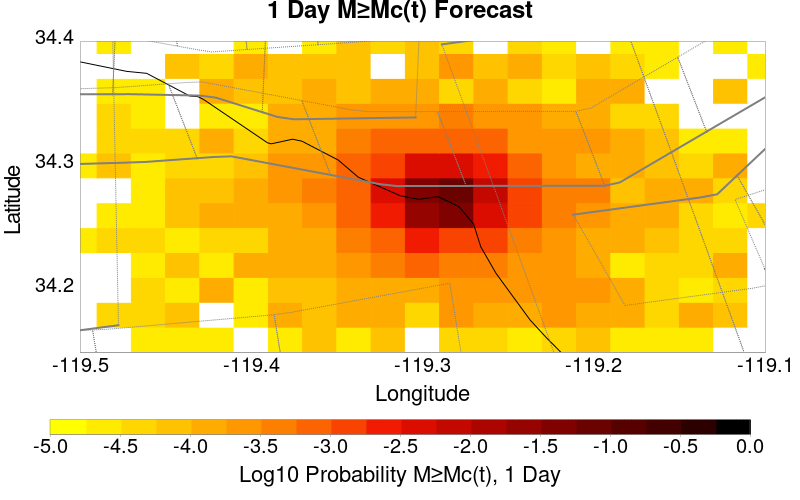 1 Day M≥Mc(t) Forecast
34.4
34.3
34.2
Latitude
-119.5 -119.4 -119.3 -119.2 -119.1
Longitude
-5.0 -4.5 -4.0 -3.5 -3.0 -2.5 -2.0 -1.5 -1.0 -0.5 0.0
Log10 Probability M≥Mc(t), 1 Day